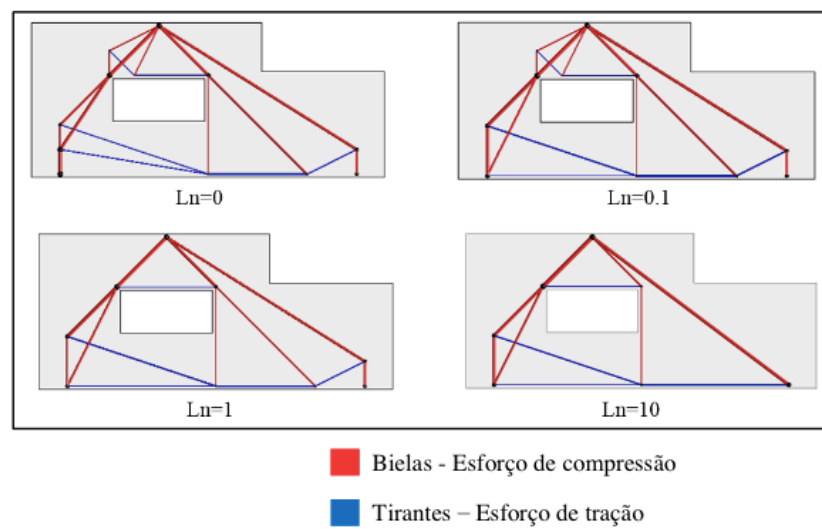 Ln=0
Ln=0.1
Ln=1
Ln=10
Bielas - Esforço de compressão
Tirantes – Esforço de tração